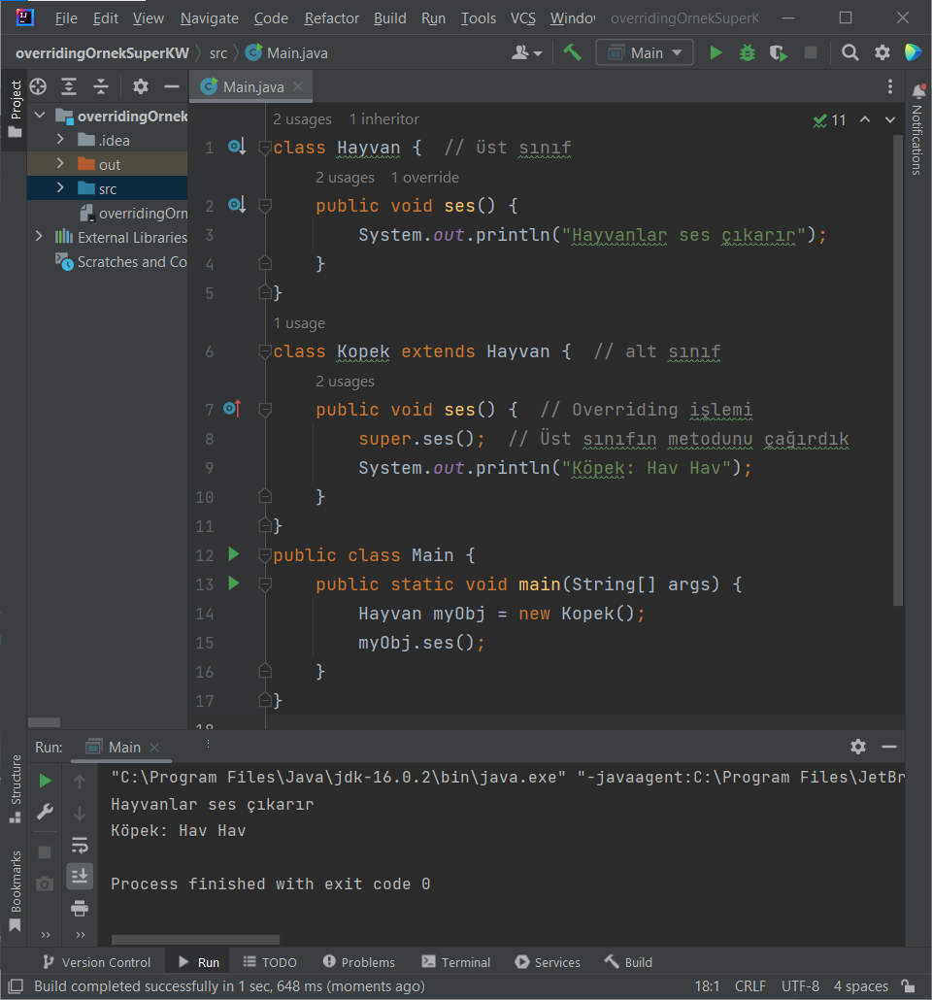 File Edit View Navigate Code Refactor Build Run Tools VCS Window overridingOrnekSuperK
overridingOrnekSuperKW src Main.java Main
Project
Main.java
Notifications
overridingOrnek
.idea
out
src
overridingOrn
External Libraries
Scratches and Co
2 usages 1 inheritor
11
1 class Hayvan { // üst sınıf
2 usages 1 override
2 public void ses() {
3 System.out.println("Hayvanlar ses çıkarır");
4 }
5 }
1 usage
6 class Kopek extends Hayvan { // alt sınıf
2 usages
7 public void ses() { // Overriding işlemi
8 super.ses(); // Üst sınıfın metodunu çağırdık
9 System.out.println("Köpek: Hav Hav");
10 }
11 }
12 public class Main {
13 public static void main(String[] args) {
14 Hayvan myObj = new Kopek();
15 myObj.ses();
16 }
17 }
18
Run: Main
Structure
Bookmarks
"C:\Program Files\Java\jdk-16.0.2\bin\java.exe" "-javaagent:C:\Program Files\JetBr
Hayvanlar ses çıkarır
Köpek: Hav Hav
Process finished with exit code 0
Version Control Run TODO Problems Terminal Services Build
Build completed successfully in 1 sec, 648 ms (moments ago) 18:1 CRLF UTF-8 4 spaces